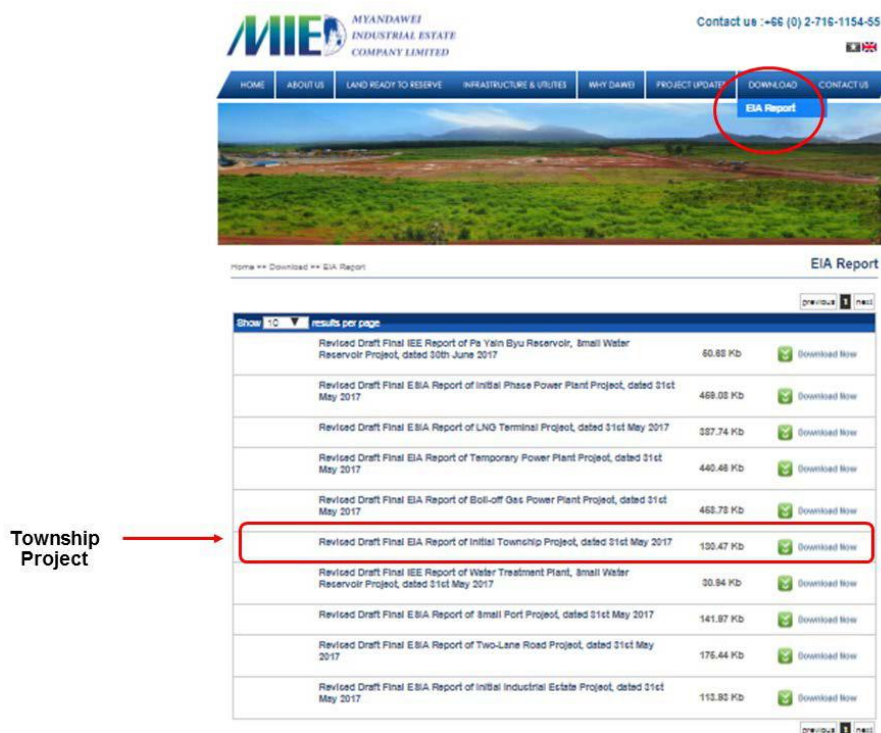 MIE
MYANDAWEI
INDUSTRIAL ESTATE
COMPANY LIMITED
Contact us :+66 (0) 2-716-1154-55
HOME ABOUT US LAND READY TO RESERVE INFRASTRUCTURE & UTILITIES WHY DAWEI PROJECT UPDATES DOWNLOAD CONTACT US
EIA Report
Home >> Download >> EIA Report
EIA Report
previous 1 next
Show 10 ▼ results per page
Revised Draft Final IEE Report of Pa Yain Byu Reservoir, Small Water
Reservoir Project, dated 30th June 2017
60.68 Kb Download Now
Revised Draft Final ESIA Report of Initial Phase Power Plant Project, dated 31st
May 2017
469.08 Kb Download Now
Revised Draft Final ESIA Report of LNG Terminal Project, dated 31st May 2017
387.74 Kb Download Now
Revised Draft Final EIA Report of Temporary Power Plant Project, dated 31st
May 2017
440.46 Kb Download Now
Revised Draft Final EIA Report of Boil-off Gas Power Plant Project, dated 31st
May 2017
468.78 Kb Download Now
Township
Project
Revised Draft Final EIA Report of Initial Township Project, dated 31st May 2017
130.47 Kb Download Now
Revised Draft Final IEE Report of Water Treatment Plant, Small Water
Reservoir Project, dated 31st May 2017
30.94 Kb Download Now
Revised Draft Final ESIA Report of Small Port Project, dated 31st May 2017
141.97 Kb Download Now
Revised Draft Final ESIA Report of Two-Lane Road Project, dated 31st May
2017
176.44 Kb Download Now
Revised Draft Final ESIA Report of Initial Industrial Estate Project, dated 31st
May 2017
113.93 Kb Download Now
previous 1 next